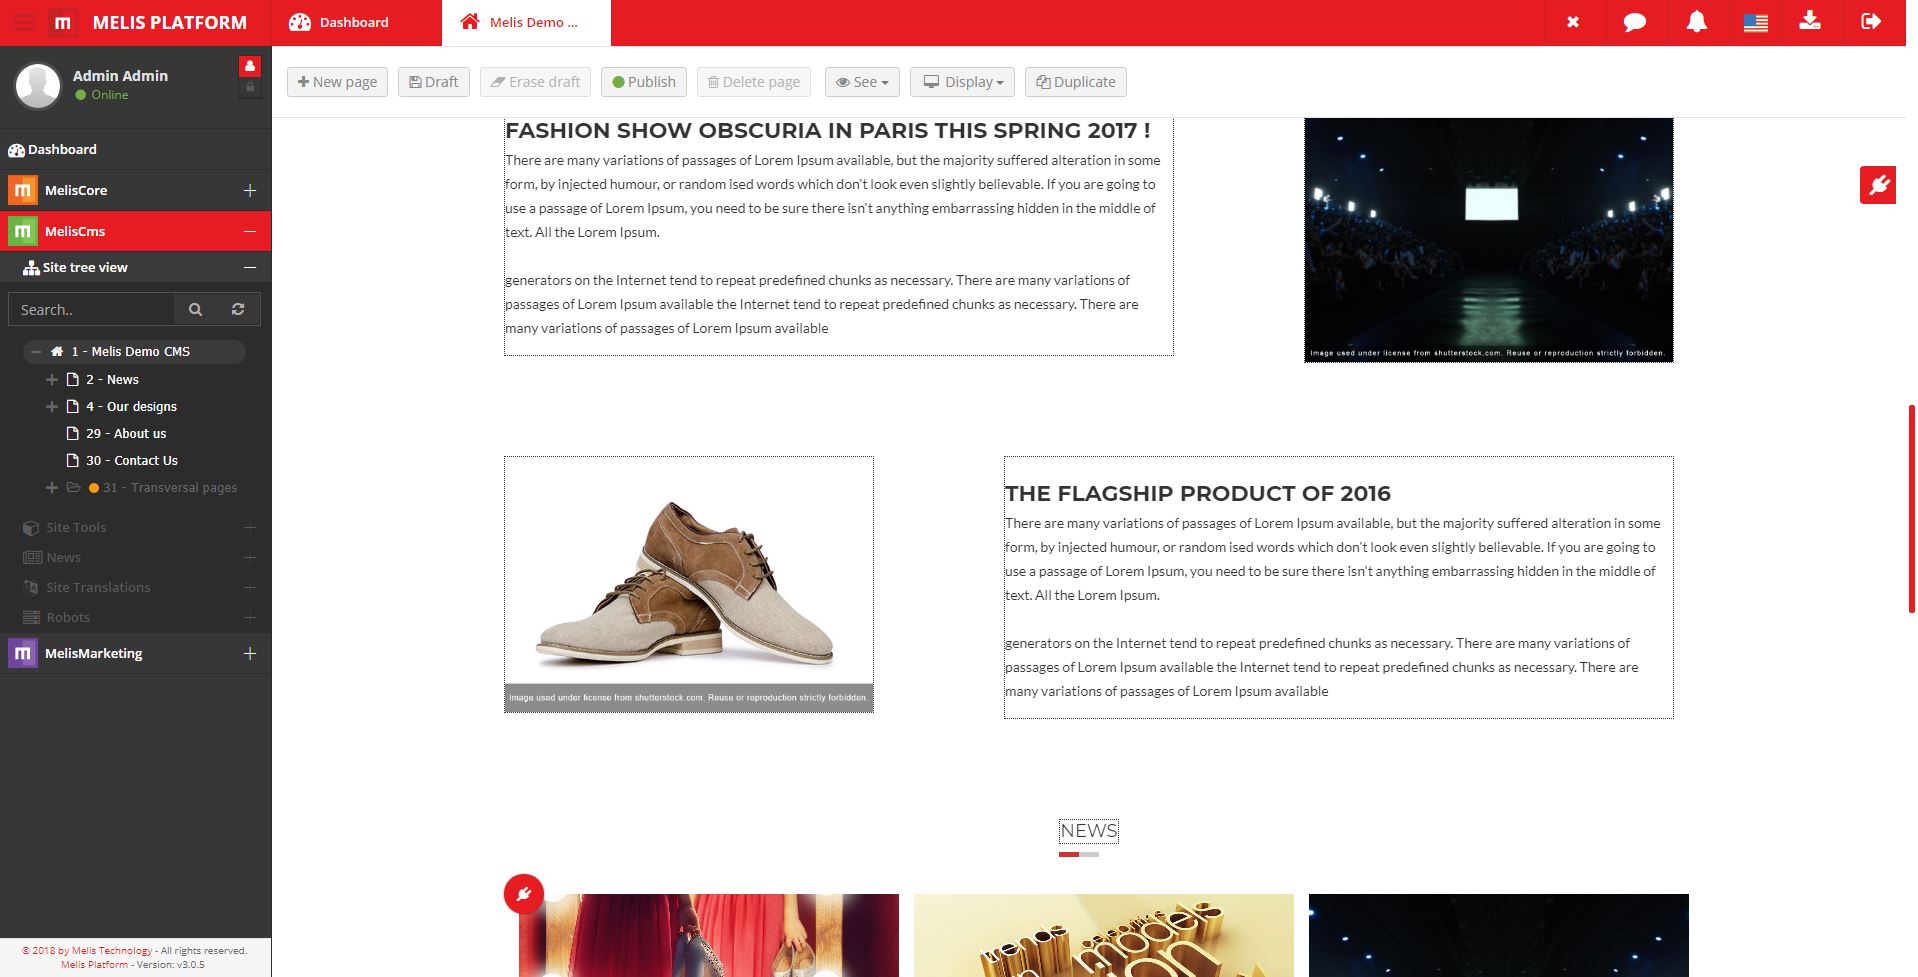 MELIS PLATFORM
Dashboard
Melis Demo ...
Admin Admin
Online
New page
Draft
Erase draft
Publish
Delete page
See
Display
Duplicate
Dashboard
MelisCore
MelisCms
Site tree view
Search..
1 - Melis Demo CMS
2 - News
4 - Our designs
29 - About us
30 - Contact Us
31 - Transversal pages
Site Tools
News
Site Translations
Robots
MelisMarketing
© 2018 by Melis Technology - All rights reserved.
Melis Platform - Version: v3.0.5
FASHION SHOW OBSCURIA IN PARIS THIS SPRING 2017 !
There are many variations of passages of Lorem Ipsum available, but the majority suffered alteration in some
form, by injected humour, or random ised words which don't look even slightly believable. If you are going to
use a passage of Lorem Ipsum, you need to be sure there isn't anything embarrassing hidden in the middle of
text. All the Lorem Ipsum.
generators on the Internet tend to repeat predefined chunks as necessary. There are many variations of
passages of Lorem Ipsum available the Internet tend to repeat predefined chunks as necessary. There are
many variations of passages of Lorem Ipsum available
Image used under license from shutterstock.com. Reuse or reproduction strictly forbidden.
Image used under license from shutterstock.com. Reuse or reproduction strictly forbidden.
THE FLAGSHIP PRODUCT OF 2016
There are many variations of passages of Lorem Ipsum available, but the majority suffered alteration in some
form, by injected humour, or random ised words which don't look even slightly believable. If you are going to
use a passage of Lorem Ipsum, you need to be sure there isn't anything embarrassing hidden in the middle of
text. All the Lorem Ipsum.
generators on the Internet tend to repeat predefined chunks as necessary. There are many variations of
passages of Lorem Ipsum available the Internet tend to repeat predefined chunks as necessary. There are
many variations of passages of Lorem Ipsum available
NEWS
trends
models